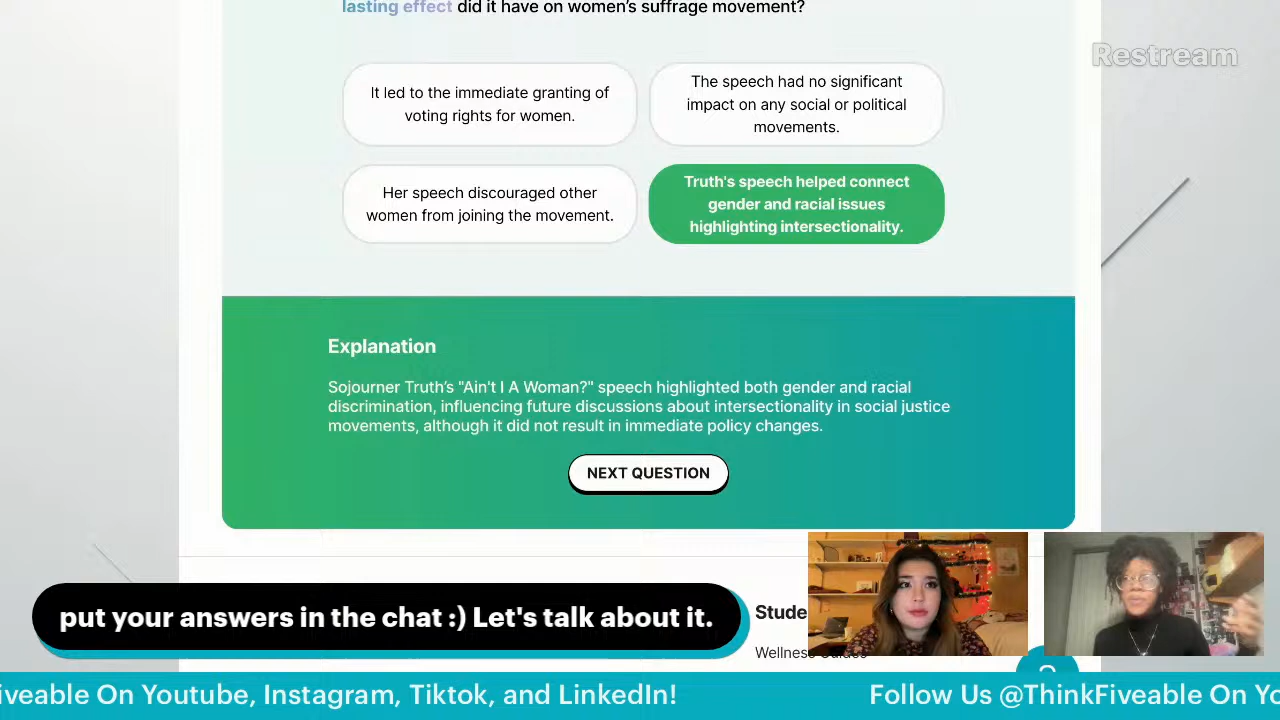 lasting effect did it have on women’s suffrage movement?
Restream
It led to the immediate granting of
voting rights for women.
The speech had no significant
impact on any social or political
movements.
Her speech discouraged other
women from joining the movement.
Truth's speech helped connect
gender and racial issues
highlighting intersectionality.
Explanation
Sojourner Truth’s "Ain't I A Woman?" speech highlighted both gender and racial
discrimination, influencing future discussions about intersectionality in social justice
movements, although it did not result in immediate policy changes.
NEXT QUESTION
put your answers in the chat :) Let's talk about it.
Stude
Wellness Guides
?
iveable On Youtube, Instagram, Tiktok, and LinkedIn!
Follow Us @ThinkFiveable On Yo